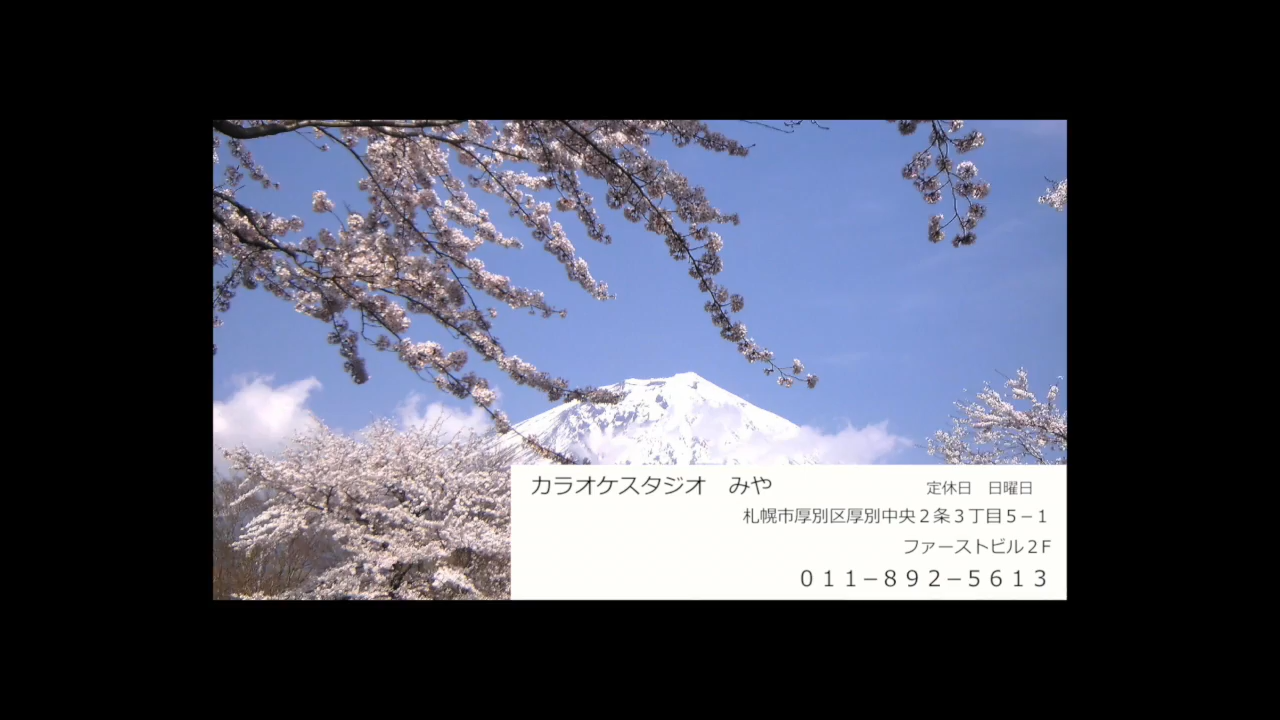 カラオケスタジオ　みや
定休日　日曜日
札幌市厚別区厚別中央２条３丁目５−１
ファーストビル２F
０１１−８９２−５６１３